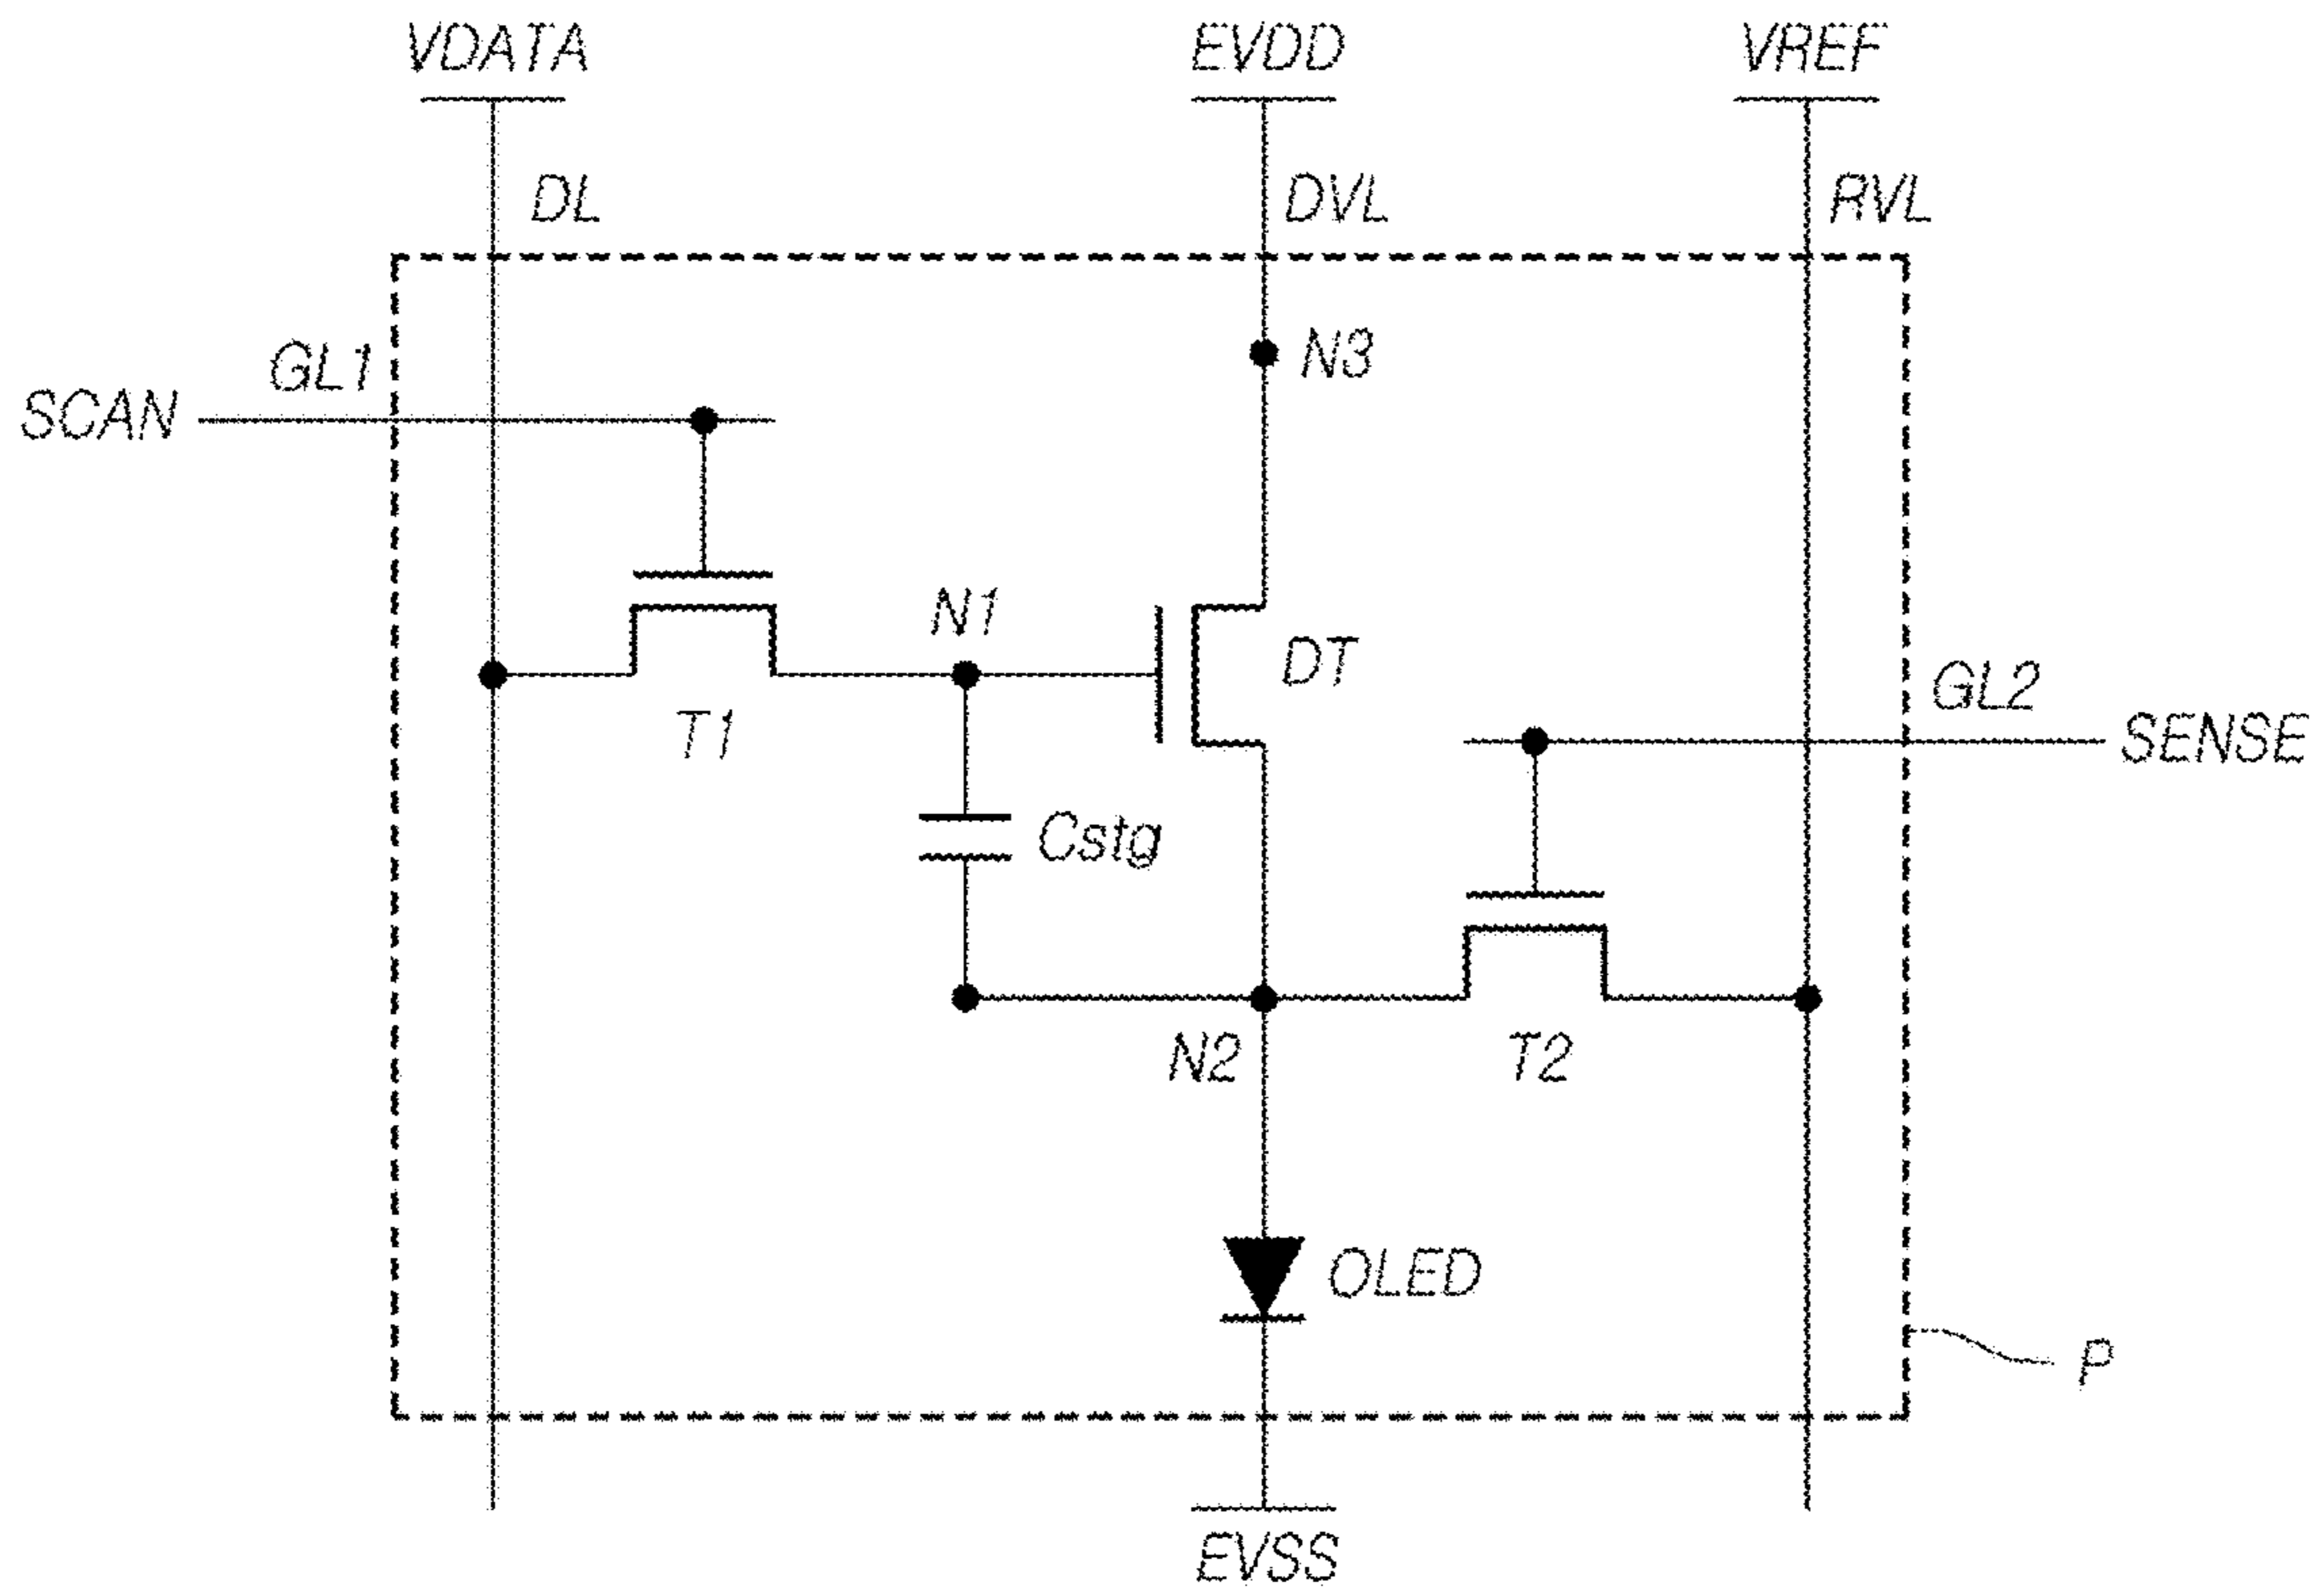 VDATA
EVDD
VREF
DL
DVL
RVL
N3
GL1
SCAN
N1
DT
GL2
SENSE
T1
Cstg
N2
T2
OLED
P
EVSS